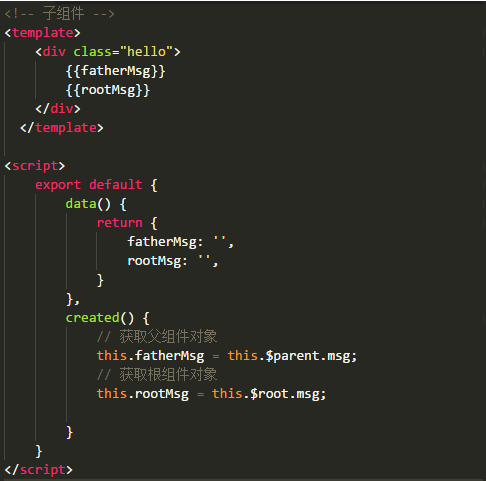 <!-- 子组件 -->
<template>
<div class="hello">
{{fatherMsg}}
{{rootMsg}}
</div>
</template>
<script>
export default {
data() {
return {
fatherMsg: '',
rootMsg: '',
}
},
created() {
// 获取父组件对象
this.fatherMsg = this.$parent.msg;
// 获取根组件对象
this.rootMsg = this.$root.msg;
}
}
</script>